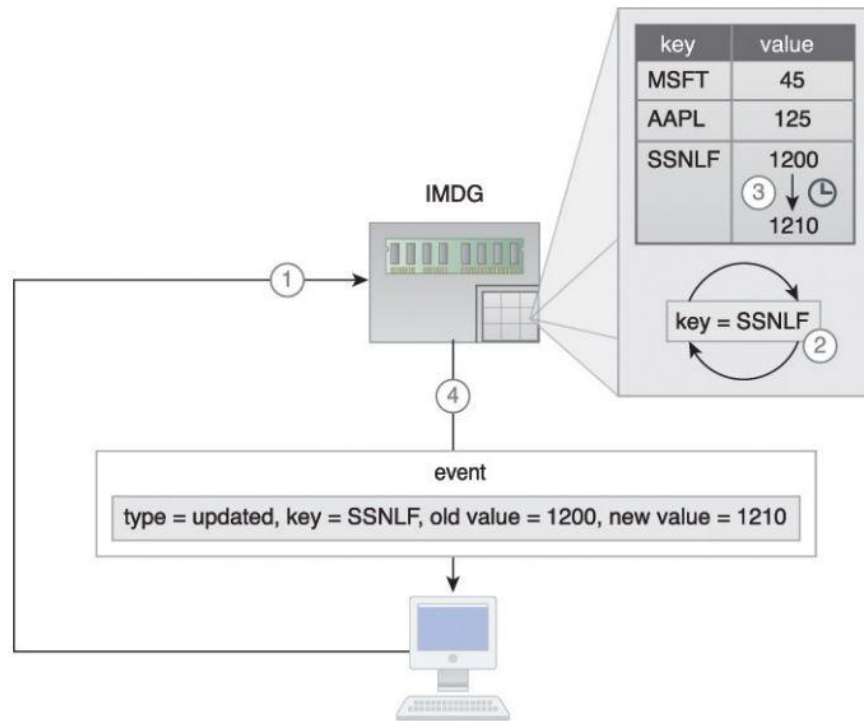 key value
MSFT 45
AAPL 125
SSNLF 1200
3
1210
IMDG
1
key = SSNLF
2
4
event
type = updated, key = SSNLF, old value = 1200, new value = 1210